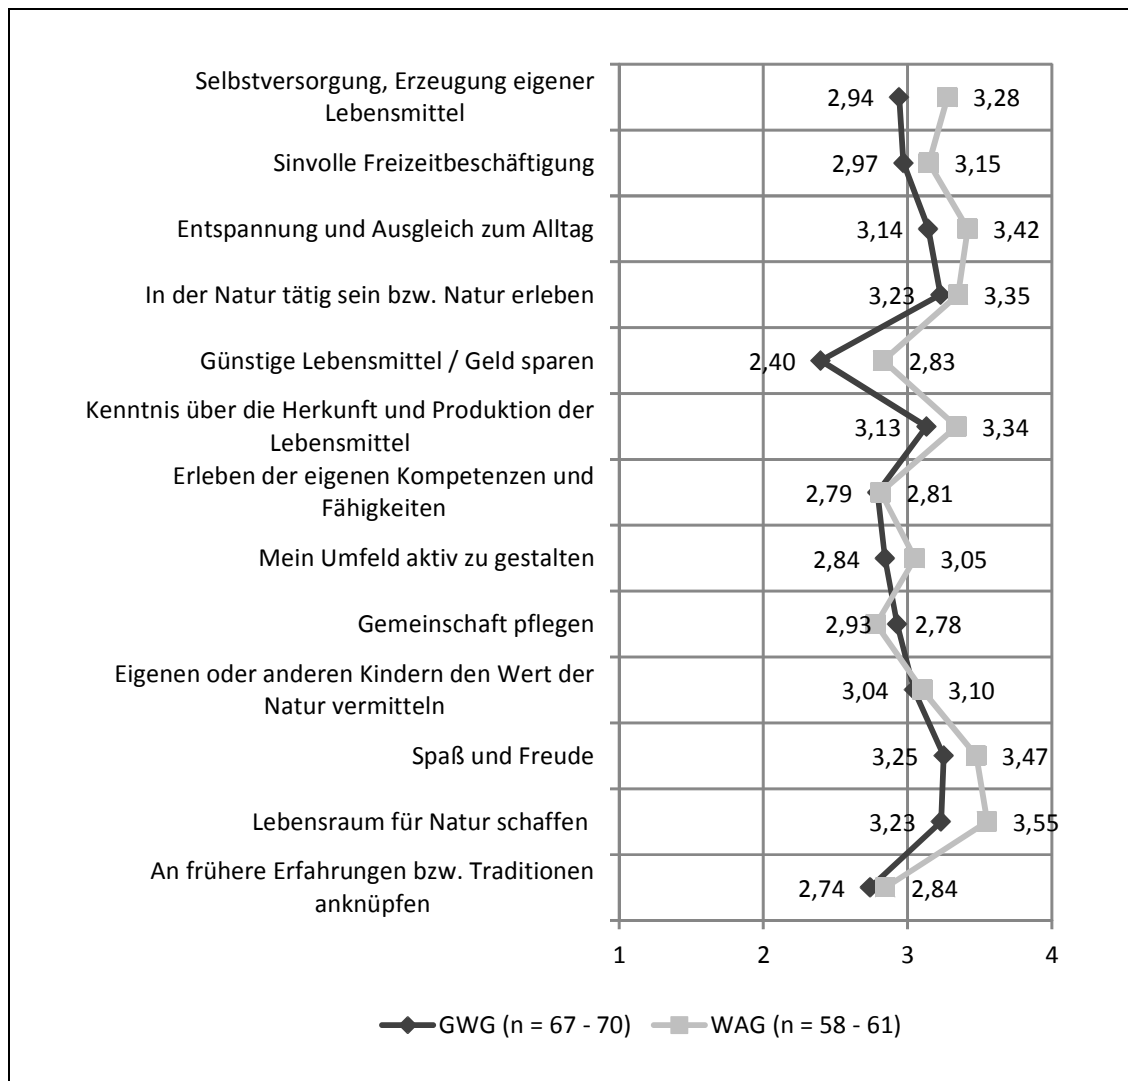 Selbstversorgung, Erzeugung eigener
Lebensmittel
2,94 3,28
Sinvolle Freizeitbeschäftigung
2,97 3,15
Entspannung und Ausgleich zum Alltag
3,14 3,42
In der Natur tätig sein bzw. Natur erleben
3,23 3,35
Günstige Lebensmittel / Geld sparen
2,40 2,83
Kenntnis über die Herkunft und Produktion der
Lebensmittel
3,13 3,34
Erleben der eigenen Kompetenzen und
Fähigkeiten
2,79 2,81
Mein Umfeld aktiv zu gestalten
2,84 3,05
Gemeinschaft pflegen
2,93 2,78
Eigenen oder anderen Kindern den Wert der
Natur vermitteln
3,04 3,10
Spaß und Freude
3,25 3,47
Lebensraum für Natur schaffen
3,23 3,55
An frühere Erfahrungen bzw. Traditionen
anknüpfen
2,74 2,84
1 2 3 4
GWG (n = 67 - 70) WAG (n = 58 - 61)